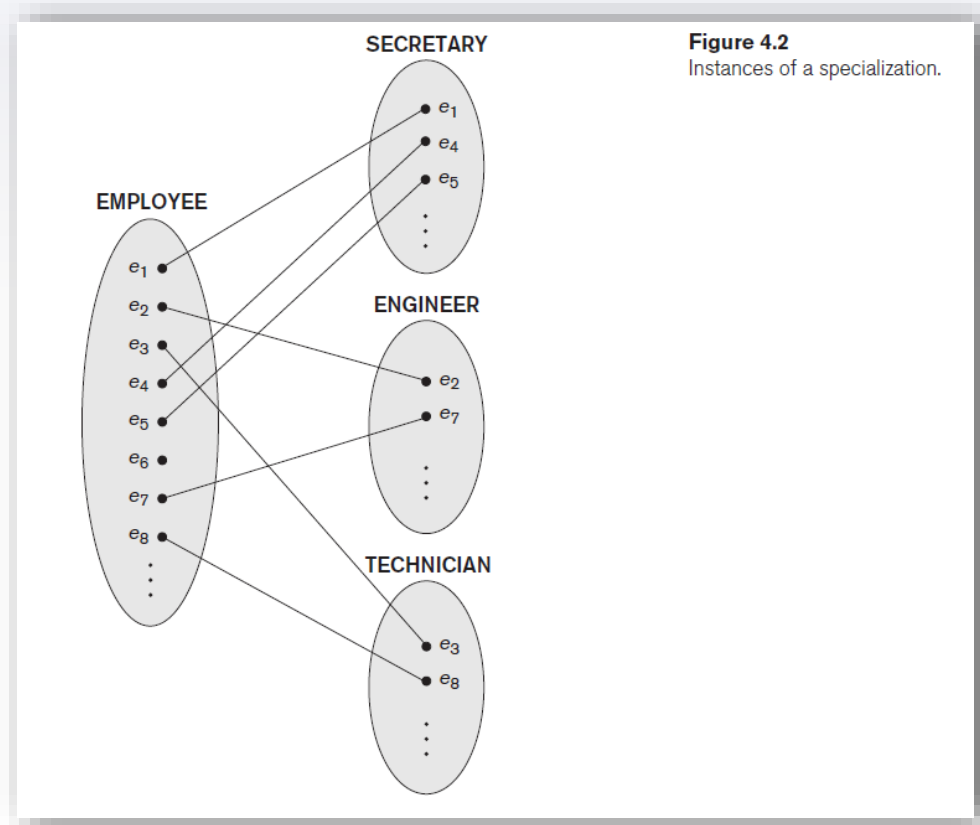 SECRETARY
Figure 4.2
Instances of a specialization.
e1
e4
e5
EMPLOYEE
e1
e2
e3
e4
e5
e6
e7
e8
ENGINEER
e2
e7
TECHNICIAN
e3
e8